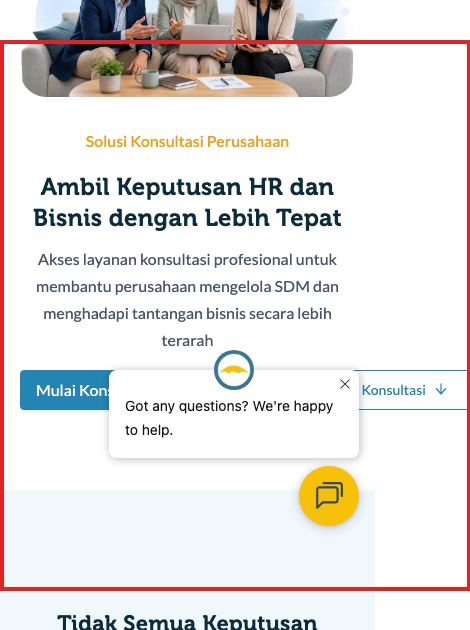 Solusi Konsultasi Perusahaan
Ambil Keputusan HR dan
Bisnis dengan Lebih Tepat
Akses layanan konsultasi profesional untuk
membantu perusahaan mengelola SDM dan
menghadapi tantangan bisnis secara lebih
terarah
Mulai Kons
Konsultasi
Got any questions? We're happy
to help.
Tidak Semua Keputusan